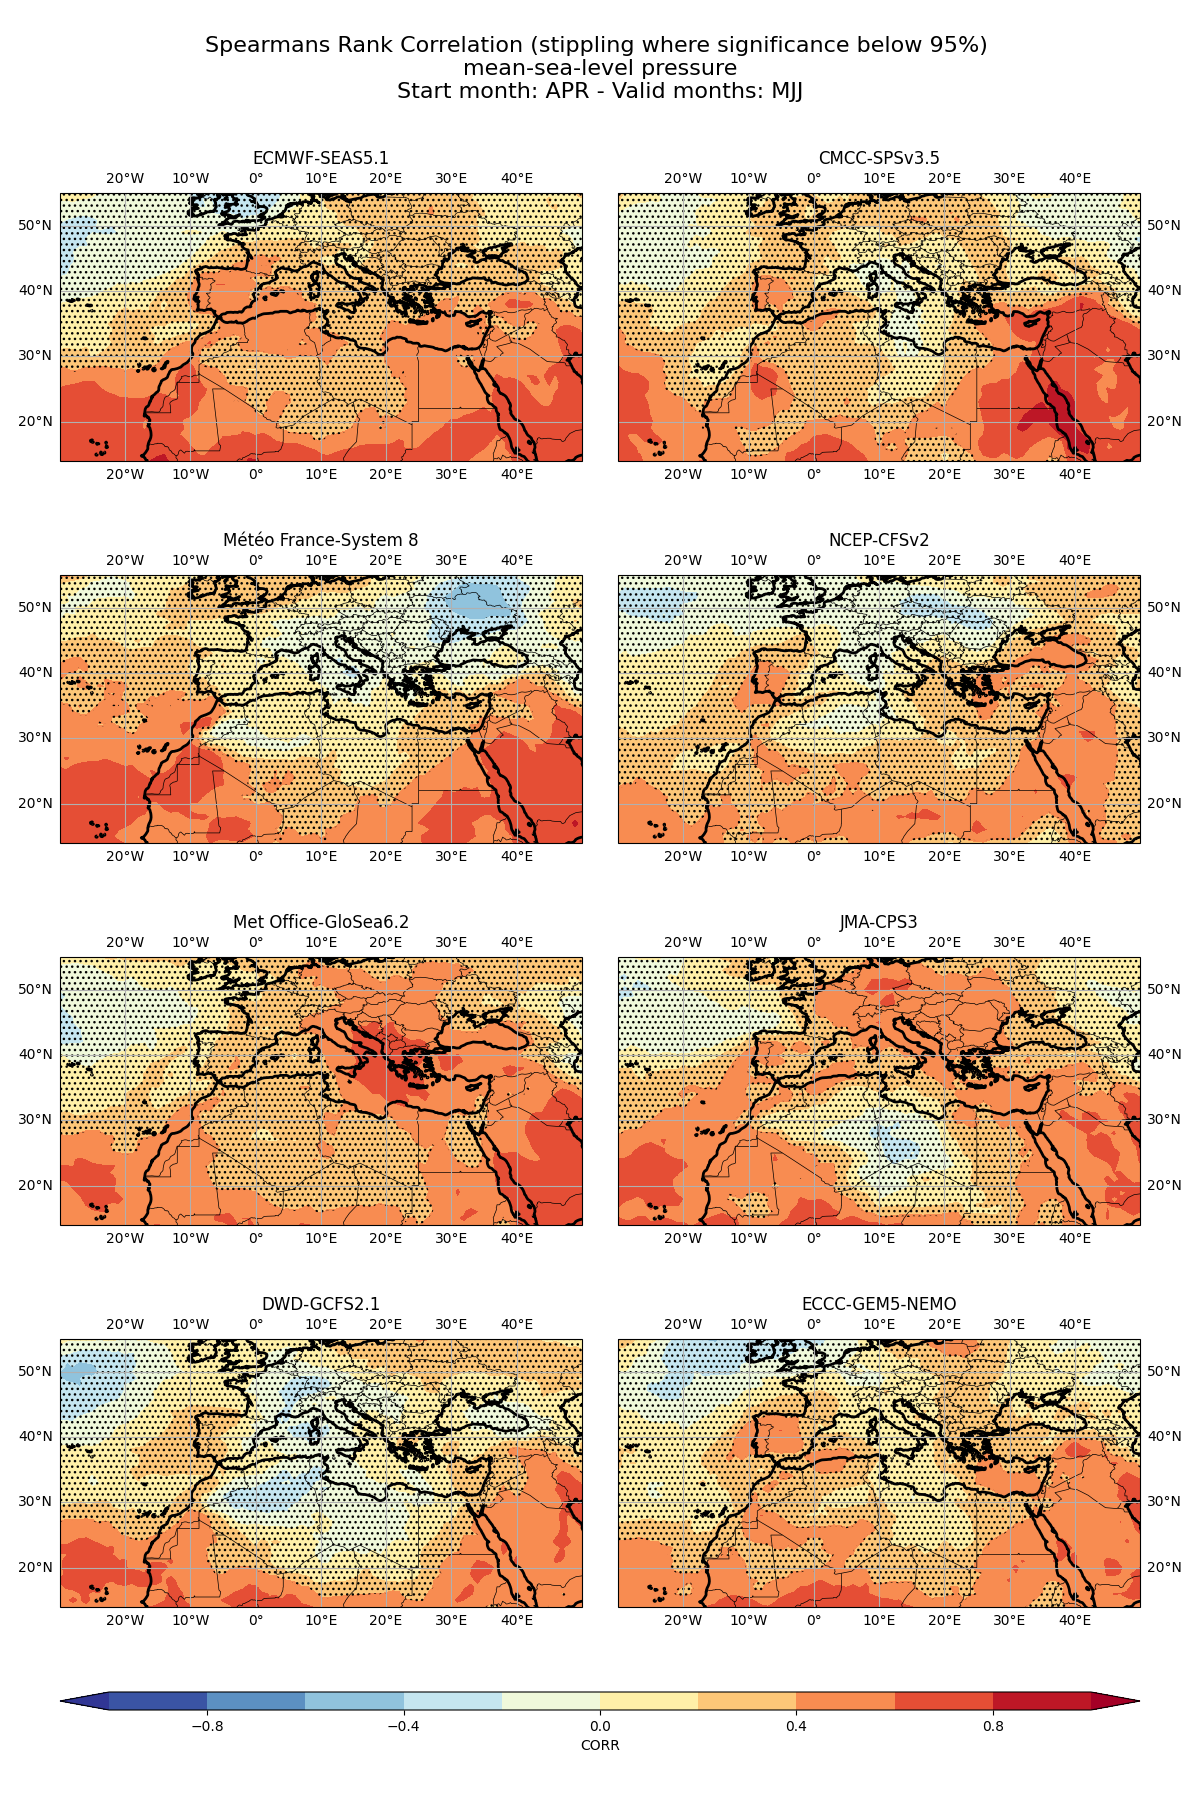 Spearmans Rank Correlation (stippling where significance below 95%)
mean-sea-level pressure
Start month: APR - Valid months: MJJ
ECMWF-SEAS5.1 CMCC-SPSv3.5
20°W 10°W 0° 10°E 20°E 30°E 40°E 20°W 10°W 0° 10°E 20°E 30°E 40°E
50°N 50°N
40°N 40°N
30°N 30°N
20°N 20°N
20°W 10°W 0° 10°E 20°E 30°E 40°E 20°W 10°W 0° 10°E 20°E 30°E 40°E
Météo France-System 8 NCEP-CFSv2
20°W 10°W 0° 10°E 20°E 30°E 40°E 20°W 10°W 0° 10°E 20°E 30°E 40°E
50°N 50°N
40°N 40°N
30°N 30°N
20°N 20°N
20°W 10°W 0° 10°E 20°E 30°E 40°E 20°W 10°W 0° 10°E 20°E 30°E 40°E
Met Office-GloSea6.2 JMA-CPS3
20°W 10°W 0° 10°E 20°E 30°E 40°E 20°W 10°W 0° 10°E 20°E 30°E 40°E
50°N 50°N
40°N 40°N
30°N 30°N
20°N 20°N
20°W 10°W 0° 10°E 20°E 30°E 40°E 20°W 10°W 0° 10°E 20°E 30°E 40°E
DWD-GCFS2.1 ECCC-GEM5-NEMO
20°W 10°W 0° 10°E 20°E 30°E 40°E 20°W 10°W 0° 10°E 20°E 30°E 40°E
50°N 50°N
40°N 40°N
30°N 30°N
20°N 20°N
20°W 10°W 0° 10°E 20°E 30°E 40°E 20°W 10°W 0° 10°E 20°E 30°E 40°E
−0.8 −0.4 0.0 0.4 0.8
CORR